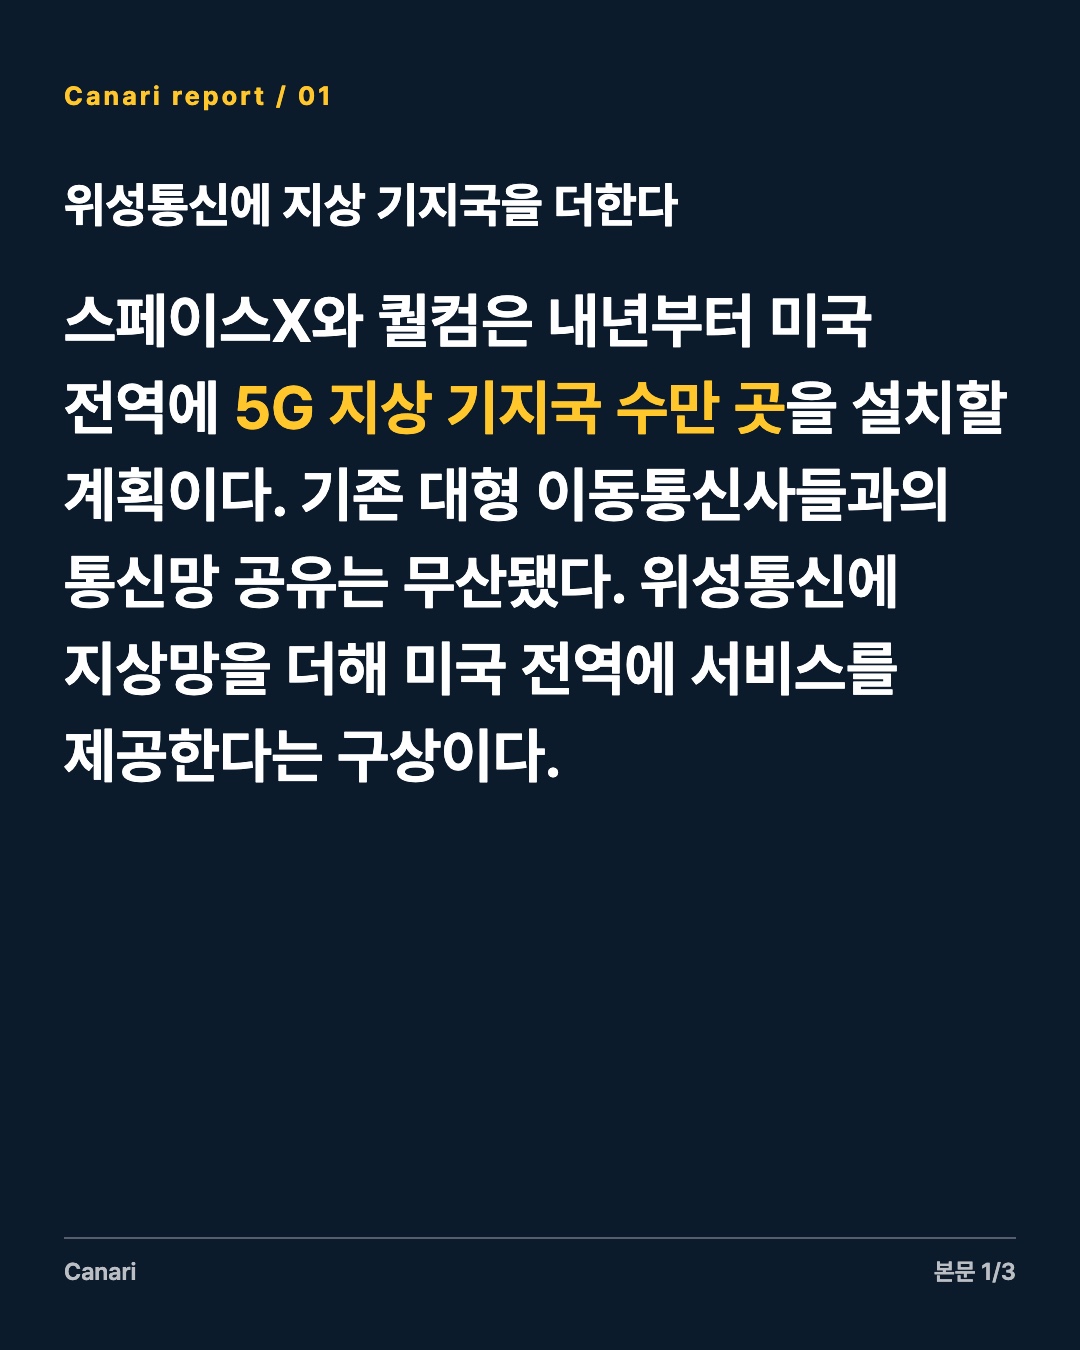 Canari report / 01
위성통신에 지상 기지국을 더한다
스페이스X와 퀄컴은 내년부터 미국
전역에 5G 지상 기지국 수만 곳을 설치할
계획이다. 기존 대형 이동통신사들과의
통신망 공유는 무산됐다. 위성통신에
지상망을 더해 미국 전역에 서비스를
제공한다는 구상이다.
Canari
본문 1/3